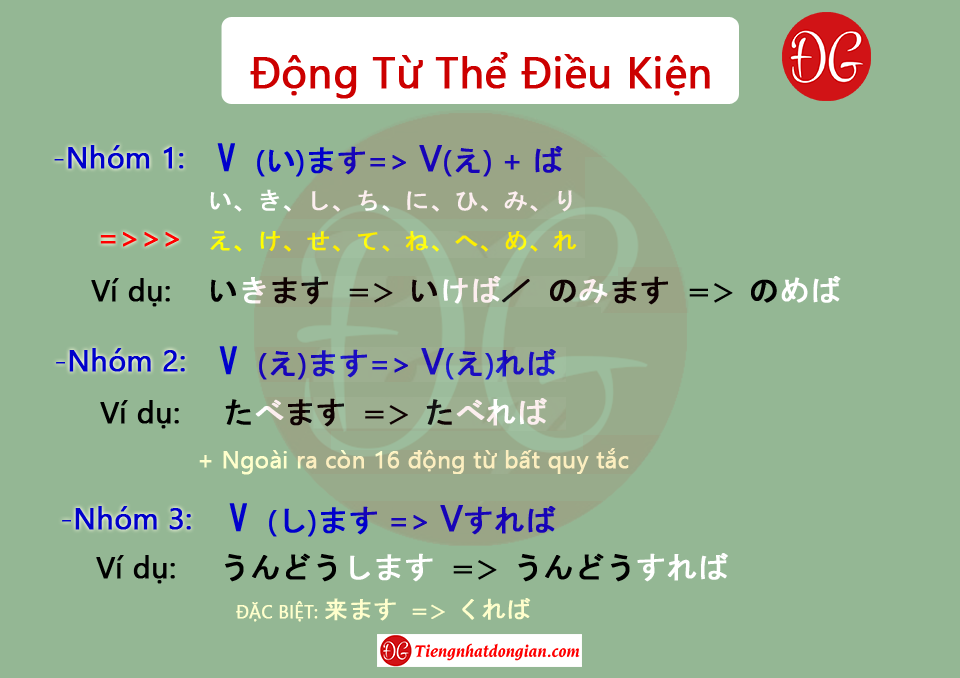 Động Từ Thể Điều Kiện
ĐG
-Nhóm 1: V (い)ます=> V(え) + ば
い、き、し、ち、に、ひ、み、り
=>>> え、け、せ、て、ね、へ、め、れ
Ví dụ: いきます => いけば／ のみます => のめば
-Nhóm 2: V (え)ます=> V(え)れば
Ví dụ: たべます => たべれば
+ Ngoài ra còn 16 động từ bất quy tắc
-Nhóm 3: V (し)ます => Vすれば
Ví dụ: うんどうします => うんどうすれば
ĐẶC BIỆT: 来ます => くれば
ĐG Tiengnhatdongian.com